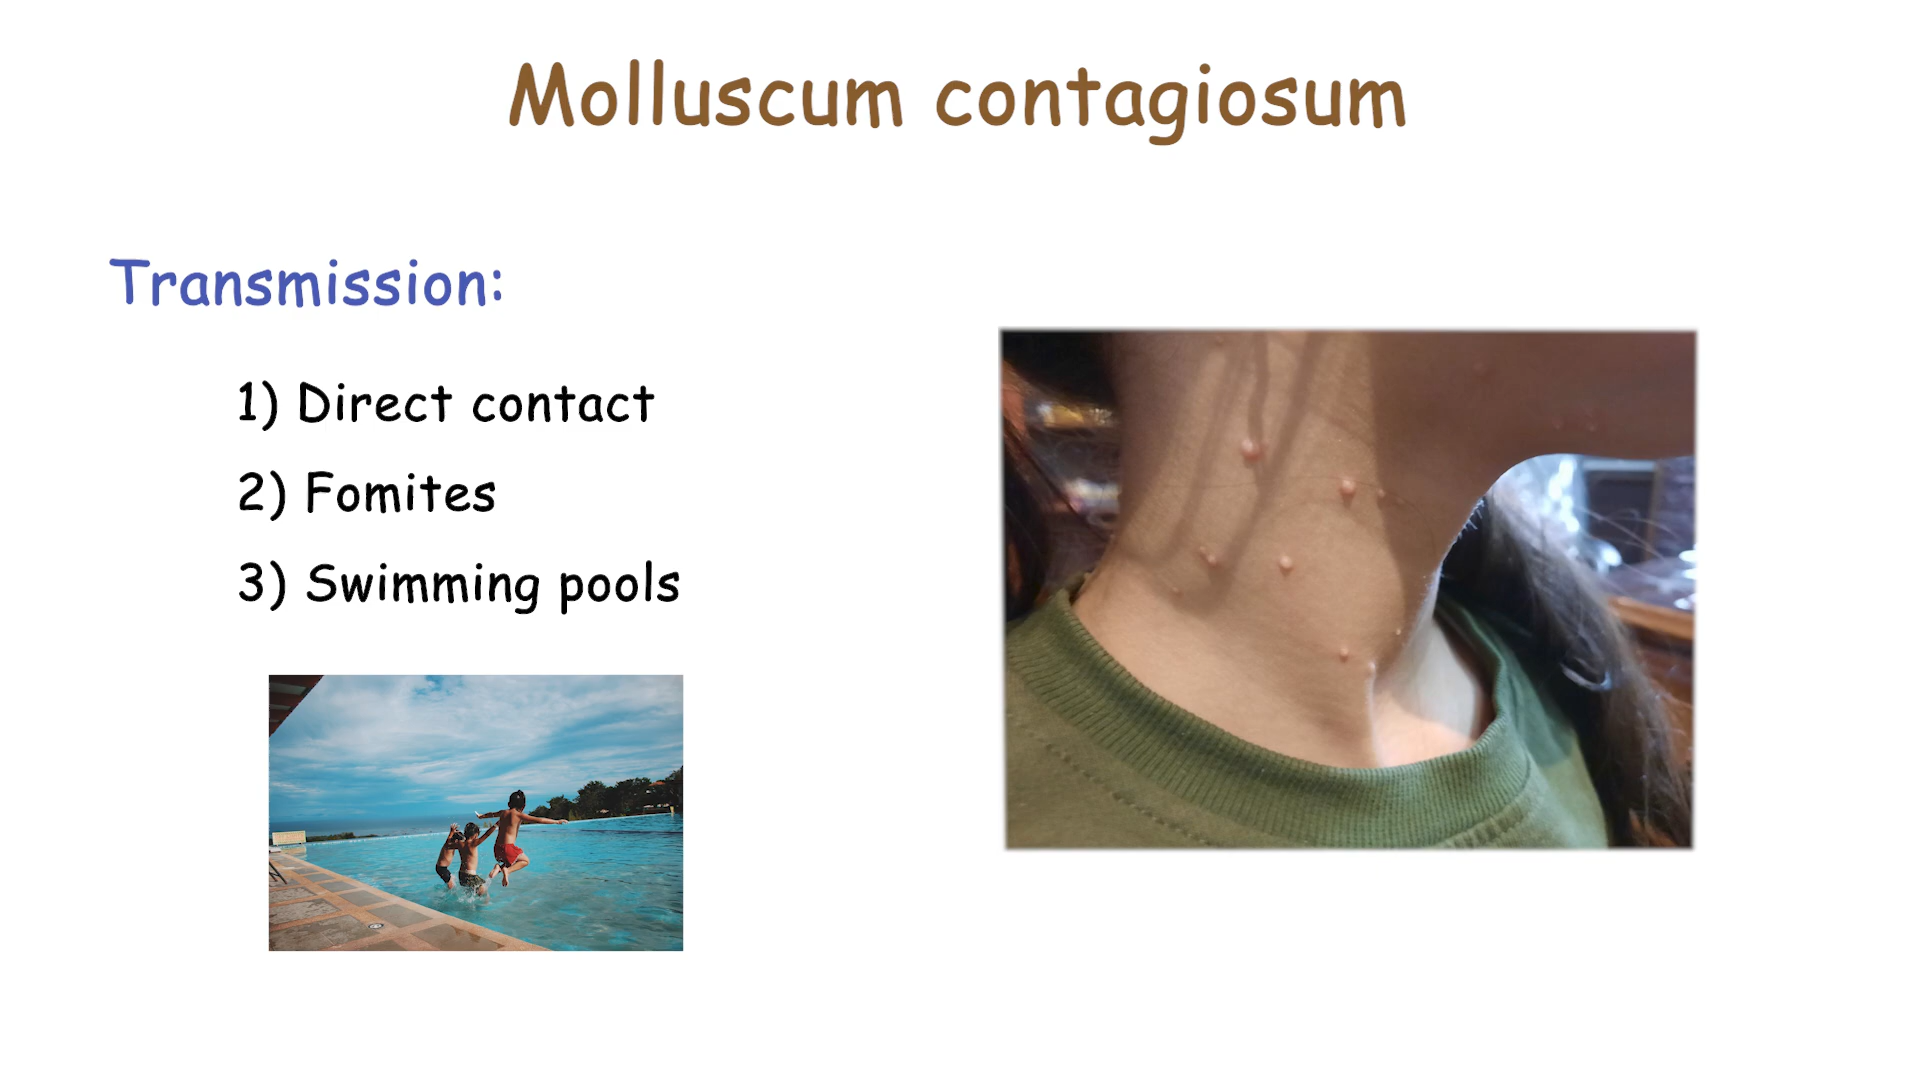 Molluscum contagiosum
Transmission:
1) Direct contact
2) Fomites
3) Swimming pools